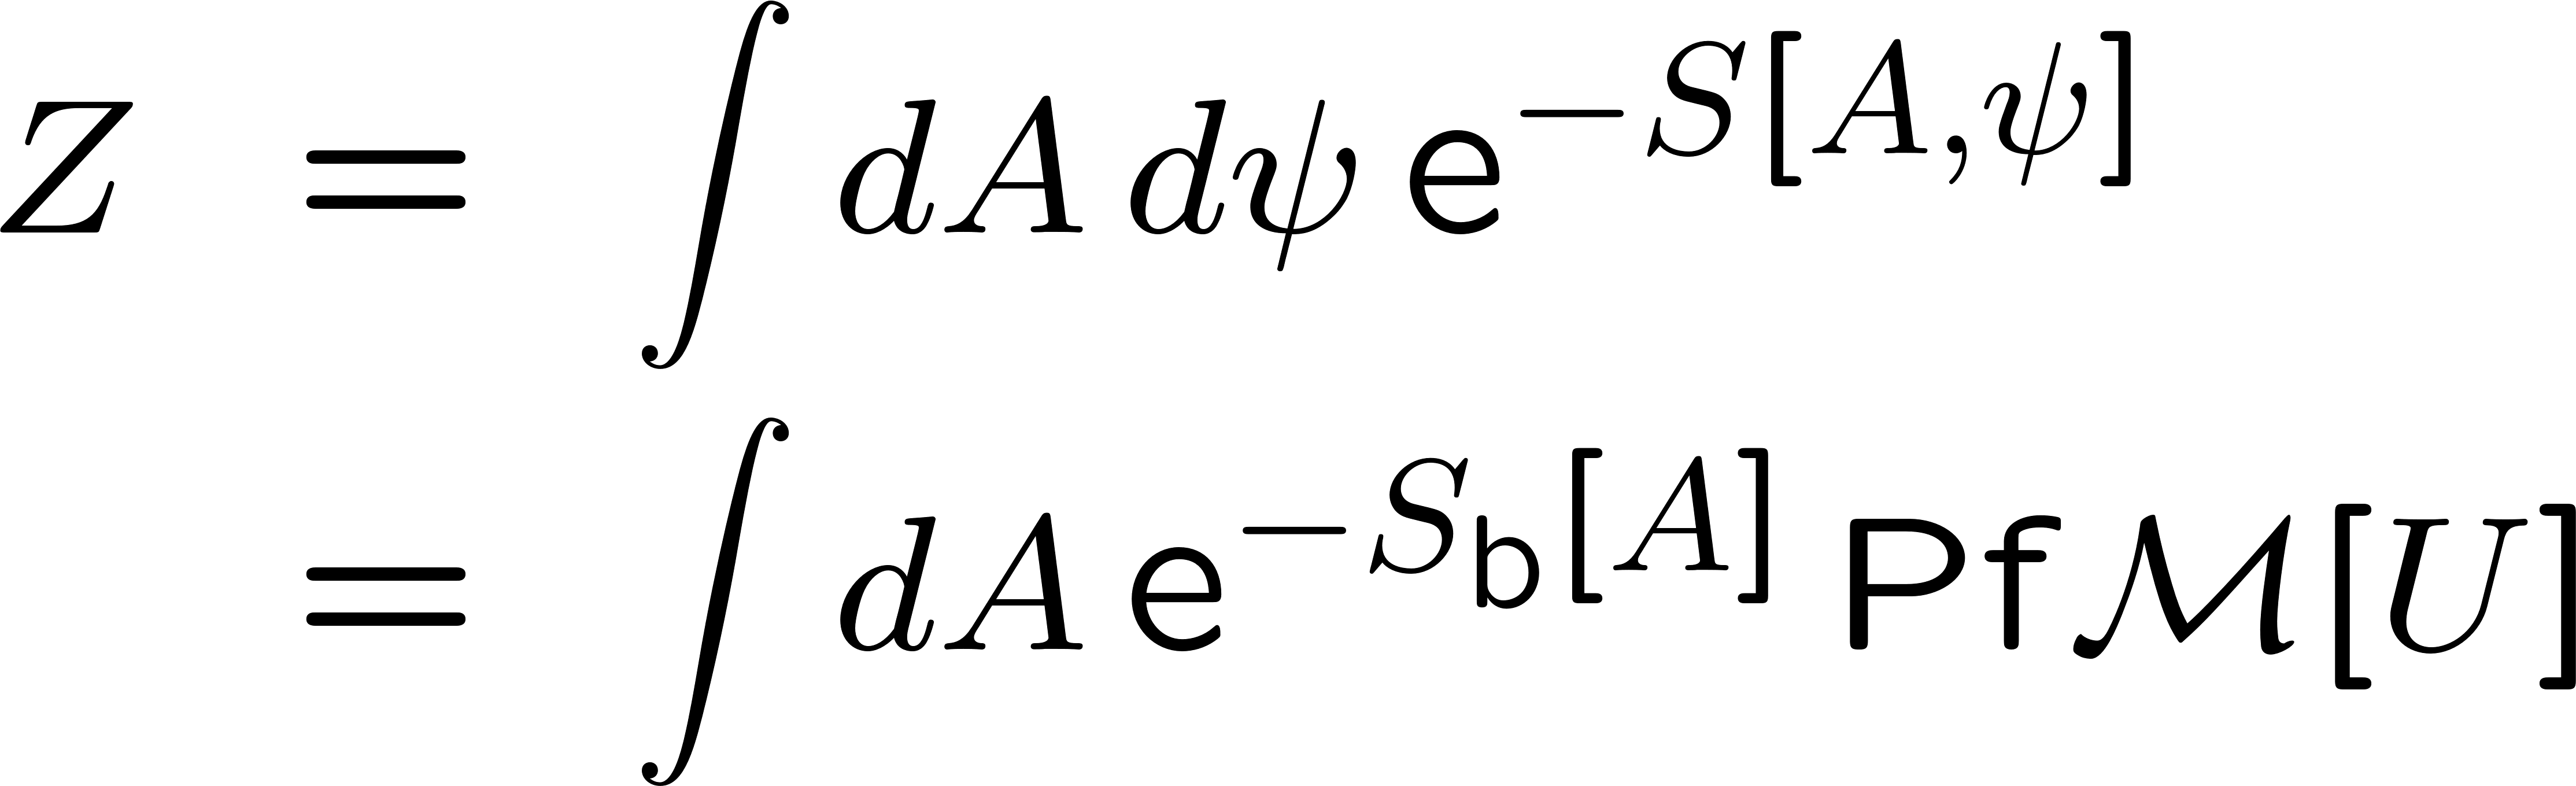 Z = ∫ dA dψ e^{−S[A,ψ]}
= ∫ dA e^{−S_b[A]} Pf ℳ[U]